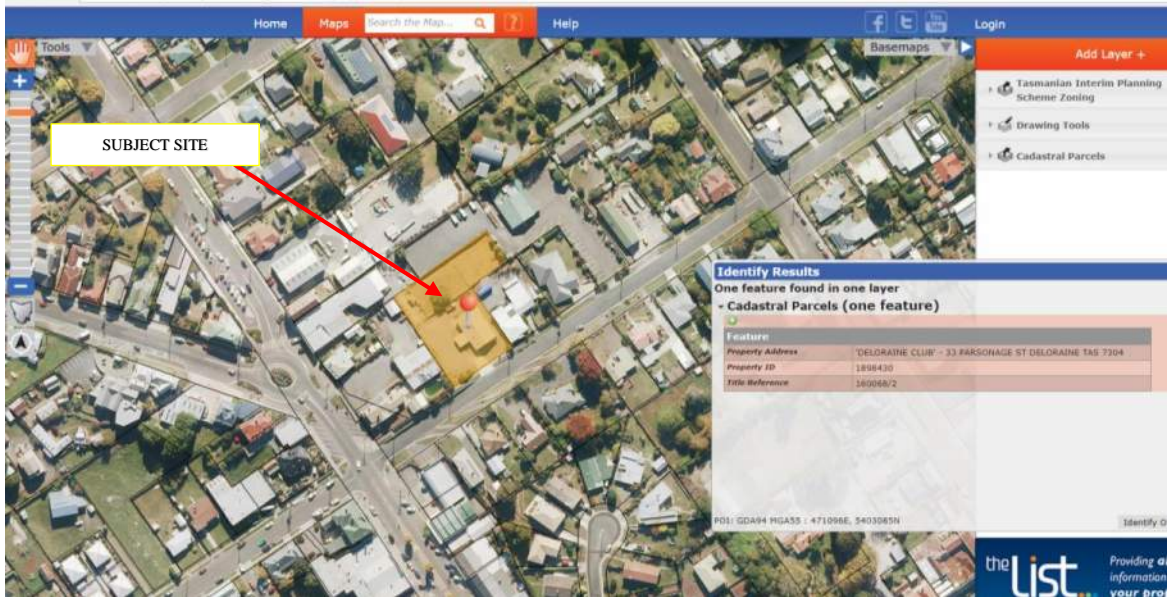 Home Maps Search the Map... ? Help f t You Tube Login
Tools Basemaps Add Layer +
Tasmanian Interim Planning
Scheme Zoning
Drawing Tools
Cadastral Parcels
SUBJECT SITE
Identify Results
One feature found in one layer
Cadastral Parcels (one feature)
Feature
Property Address 'DELORAINE CLUB' - 33 PARSONAGE ST DELORAINE TAS 7304
Property ID 1898430
Title Reference 160068/2
POI: GDA94 MGA55 : 471096E, 5403085N
Identify O
the LIST
Providing
information
your pro